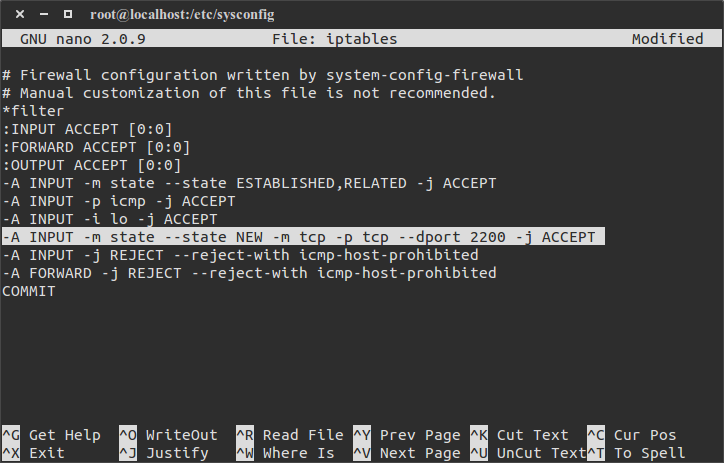 root@localhost:/etc/sysconfig
GNU nano 2.0.9 File: iptables Modified
# Firewall configuration written by system-config-firewall
# Manual customization of this file is not recommended.
*filter
:INPUT ACCEPT [0:0]
:FORWARD ACCEPT [0:0]
:OUTPUT ACCEPT [0:0]
-A INPUT -m state --state ESTABLISHED,RELATED -j ACCEPT
-A INPUT -p icmp -j ACCEPT
-A INPUT -i lo -j ACCEPT
-A INPUT -m state --state NEW -m tcp -p tcp --dport 2200 -j ACCEPT
-A INPUT -j REJECT --reject-with icmp-host-prohibited
-A FORWARD -j REJECT --reject-with icmp-host-prohibited
COMMIT
^G Get Help ^O WriteOut ^R Read File ^Y Prev Page ^K Cut Text ^C Cur Pos
^X Exit ^J Justify ^W Where Is ^V Next Page ^U UnCut Text ^T To Spell